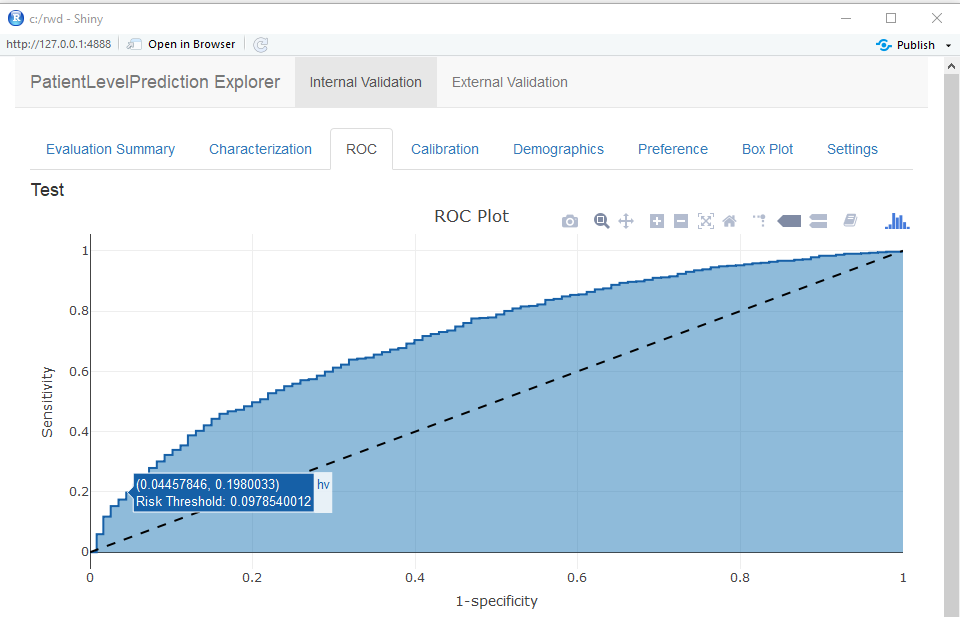 c:/rwd - Shiny
http://127.0.0.1:4888 Open in Browser Publish
PatientLevelPrediction Explorer Internal Validation External Validation
Evaluation Summary Characterization ROC Calibration Demographics Preference Box Plot Settings
Test
ROC Plot
Sensitivity
1
0.8
0.6
0.4
0.2
0
(0.04457846, 0.1980033)
Risk Threshold: 0.0978540012
hv
0 0.2 0.4 0.6 0.8 1
1-specificity